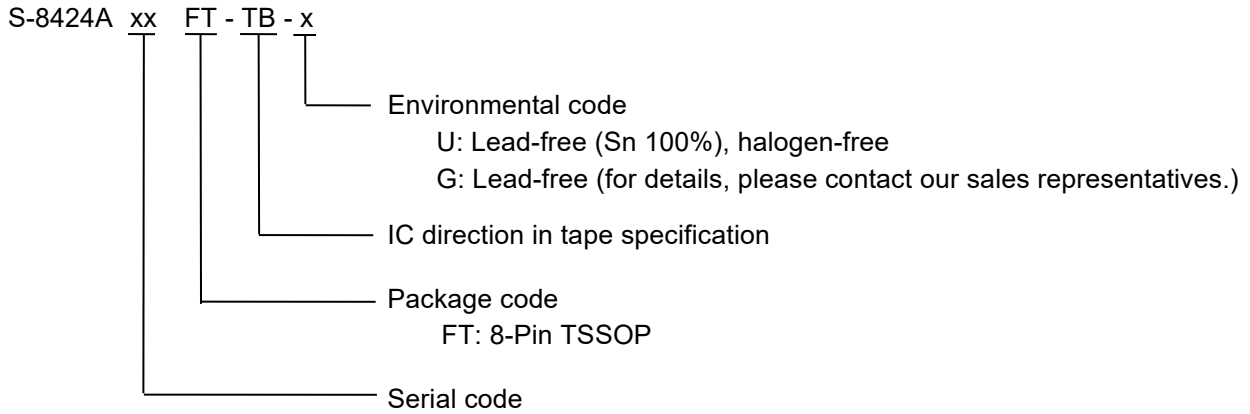 S-8424A xx FT - TB - x
Environmental code
U: Lead-free (Sn 100%), halogen-free
G: Lead-free (for details, please contact our sales representatives.)
IC direction in tape specification
Package code
FT: 8-Pin TSSOP
Serial code